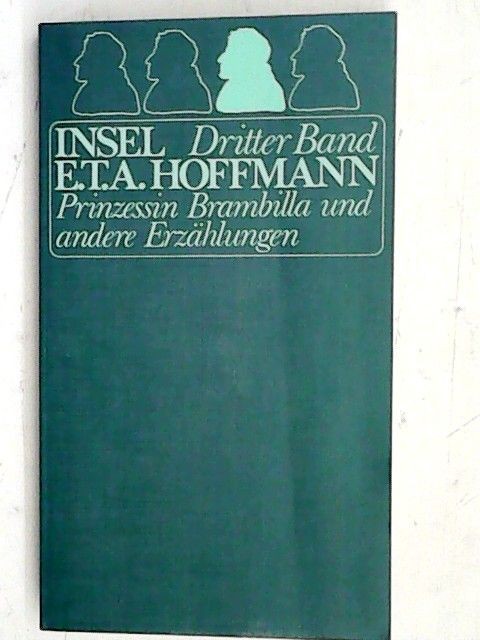 INSEL Dritter Band
E.T.A. HOFFMANN
Prinzessin Brambilla und
andere Erzählungen